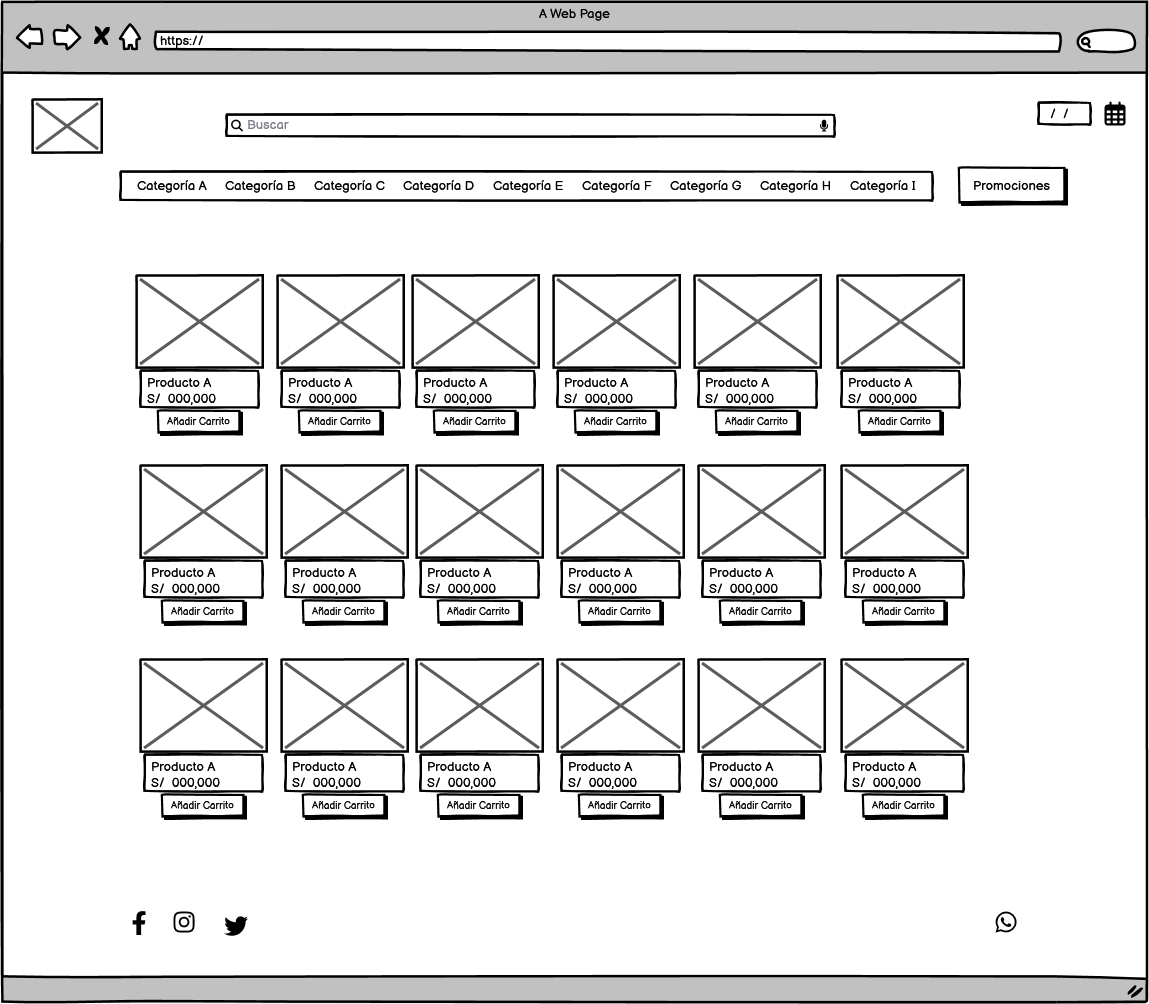 A Web Page
https://
Buscar
/ /
Categoría A Categoría B Categoría C Categoría D Categoría E Categoría F Categoría G Categoría H Categoría I
Promociones
Producto A Producto A Producto A Producto A Producto A Producto A
S/ 000,000 S/ 000,000 S/ 000,000 S/ 000,000 S/ 000,000 S/ 000,000
Añadir Carrito Añadir Carrito Añadir Carrito Añadir Carrito Añadir Carrito Añadir Carrito
Producto A Producto A Producto A Producto A Producto A Producto A
S/ 000,000 S/ 000,000 S/ 000,000 S/ 000,000 S/ 000,000 S/ 000,000
Añadir Carrito Añadir Carrito Añadir Carrito Añadir Carrito Añadir Carrito Añadir Carrito
Producto A Producto A Producto A Producto A Producto A Producto A
S/ 000,000 S/ 000,000 S/ 000,000 S/ 000,000 S/ 000,000 S/ 000,000
Añadir Carrito Añadir Carrito Añadir Carrito Añadir Carrito Añadir Carrito Añadir Carrito